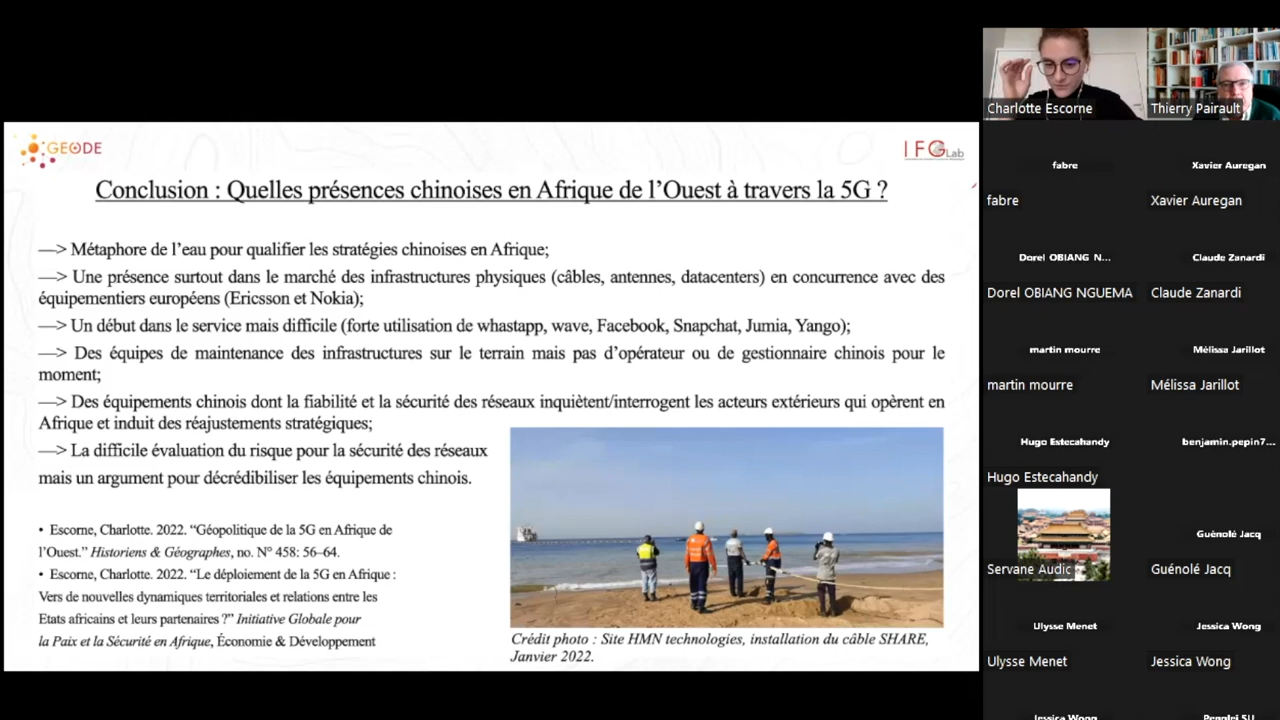 GEODE
IFG Lab
Conclusion : Quelles présences chinoises en Afrique de l'Ouest à travers la 5G ?
—> Métaphore de l'eau pour qualifier les stratégies chinoises en Afrique;
—> Une présence surtout dans le marché des infrastructures physiques (câbles, antennes, datacenters) en concurrence avec des
équipementiers européens (Ericsson et Nokia);
—> Un début dans le service mais difficile (forte utilisation de whastapp, wave, Facebook, Snapchat, Jumia, Yango);
—> Des équipes de maintenance des infrastructures sur le terrain mais pas d'opérateur ou de gestionnaire chinois pour le
moment;
—> Des équipements chinois dont la fiabilité et la sécurité des réseaux inquiètent/interrogent les acteurs extérieurs qui opèrent en
Afrique et induit des réajustements stratégiques;
—> La difficile évaluation du risque pour la sécurité des réseaux
mais un argument pour décrédibiliser les équipements chinois.
• Escorne, Charlotte. 2022. “Géopolitique de la 5G en Afrique de
l'Ouest.” Historiens & Géographes, no. N° 458: 56–64.
• Escorne, Charlotte. 2022. “Le déploiement de la 5G en Afrique :
Vers de nouvelles dynamiques territoriales et relations entre les
Etats africains et leurs partenaires ?” Initiative Globale pour
la Paix et la Sécurité en Afrique, Économie & Développement
Crédit photo : Site HMN technologies, installation du câble SHARE,
Janvier 2022.
Charlotte Escorne
Thierry Pairault
fabre
Xavier Auregan
fabre
Xavier Auregan
Dorel OBIANG N...
Claude Zanardi
Dorel OBIANG NGUEMA
Claude Zanardi
martin mourre
Mélissa Jarillot
martin mourre
Mélissa Jarillot
Hugo Estecahandy
benjamin.pepin7...
Hugo Estecahandy
Guénolé Jacq
Servane Audic
Guénolé Jacq
Ulysse Menet
Jessica Wong
Ulysse Menet
Jessica Wong
Jessica Wong